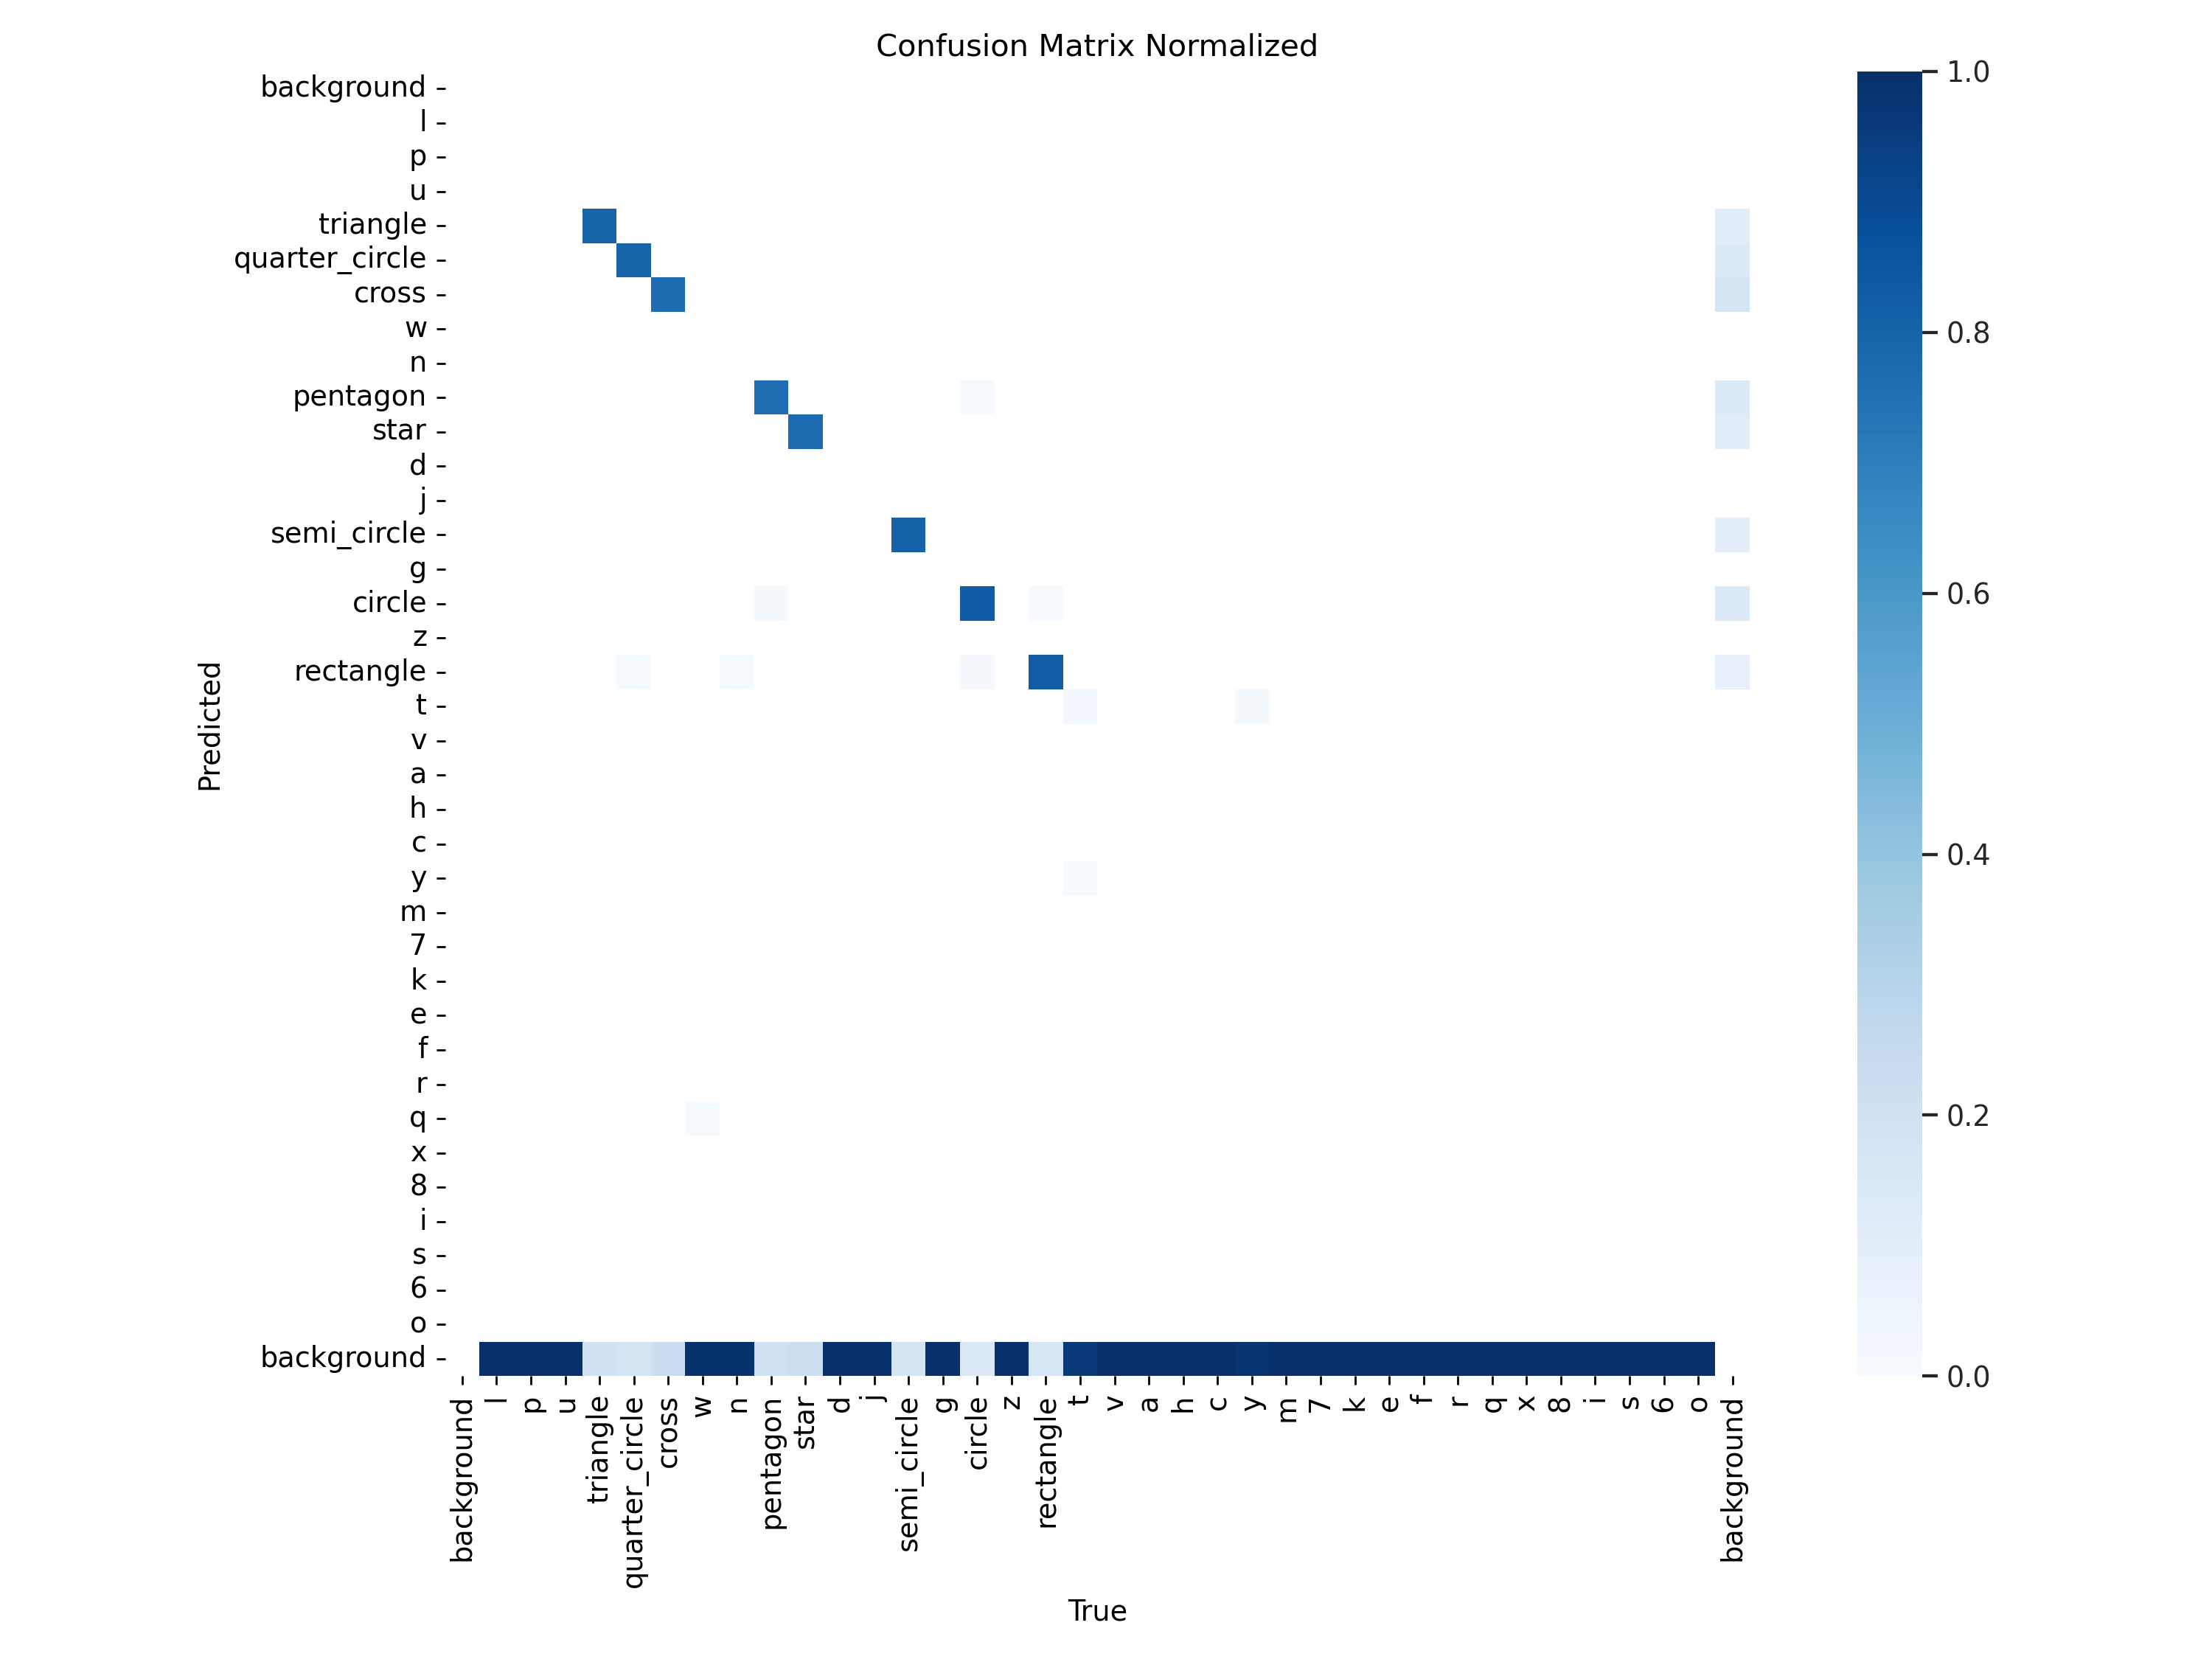 Confusion Matrix Normalized
background
l
p
u
triangle
quarter_circle
cross
w
n
pentagon
star
d
j
semi_circle
g
circle
z
rectangle
t
v
a
h
c
y
m
7
k
e
f
r
q
x
8
i
s
6
o
background
Predicted
background l p u triangle quarter_circle cross w n pentagon star d j semi_circle g circle z rectangle t v a h c y m 7 k e f r q x 8 i s 6 o background
True
1.0
0.8
0.6
0.4
0.2
0.0